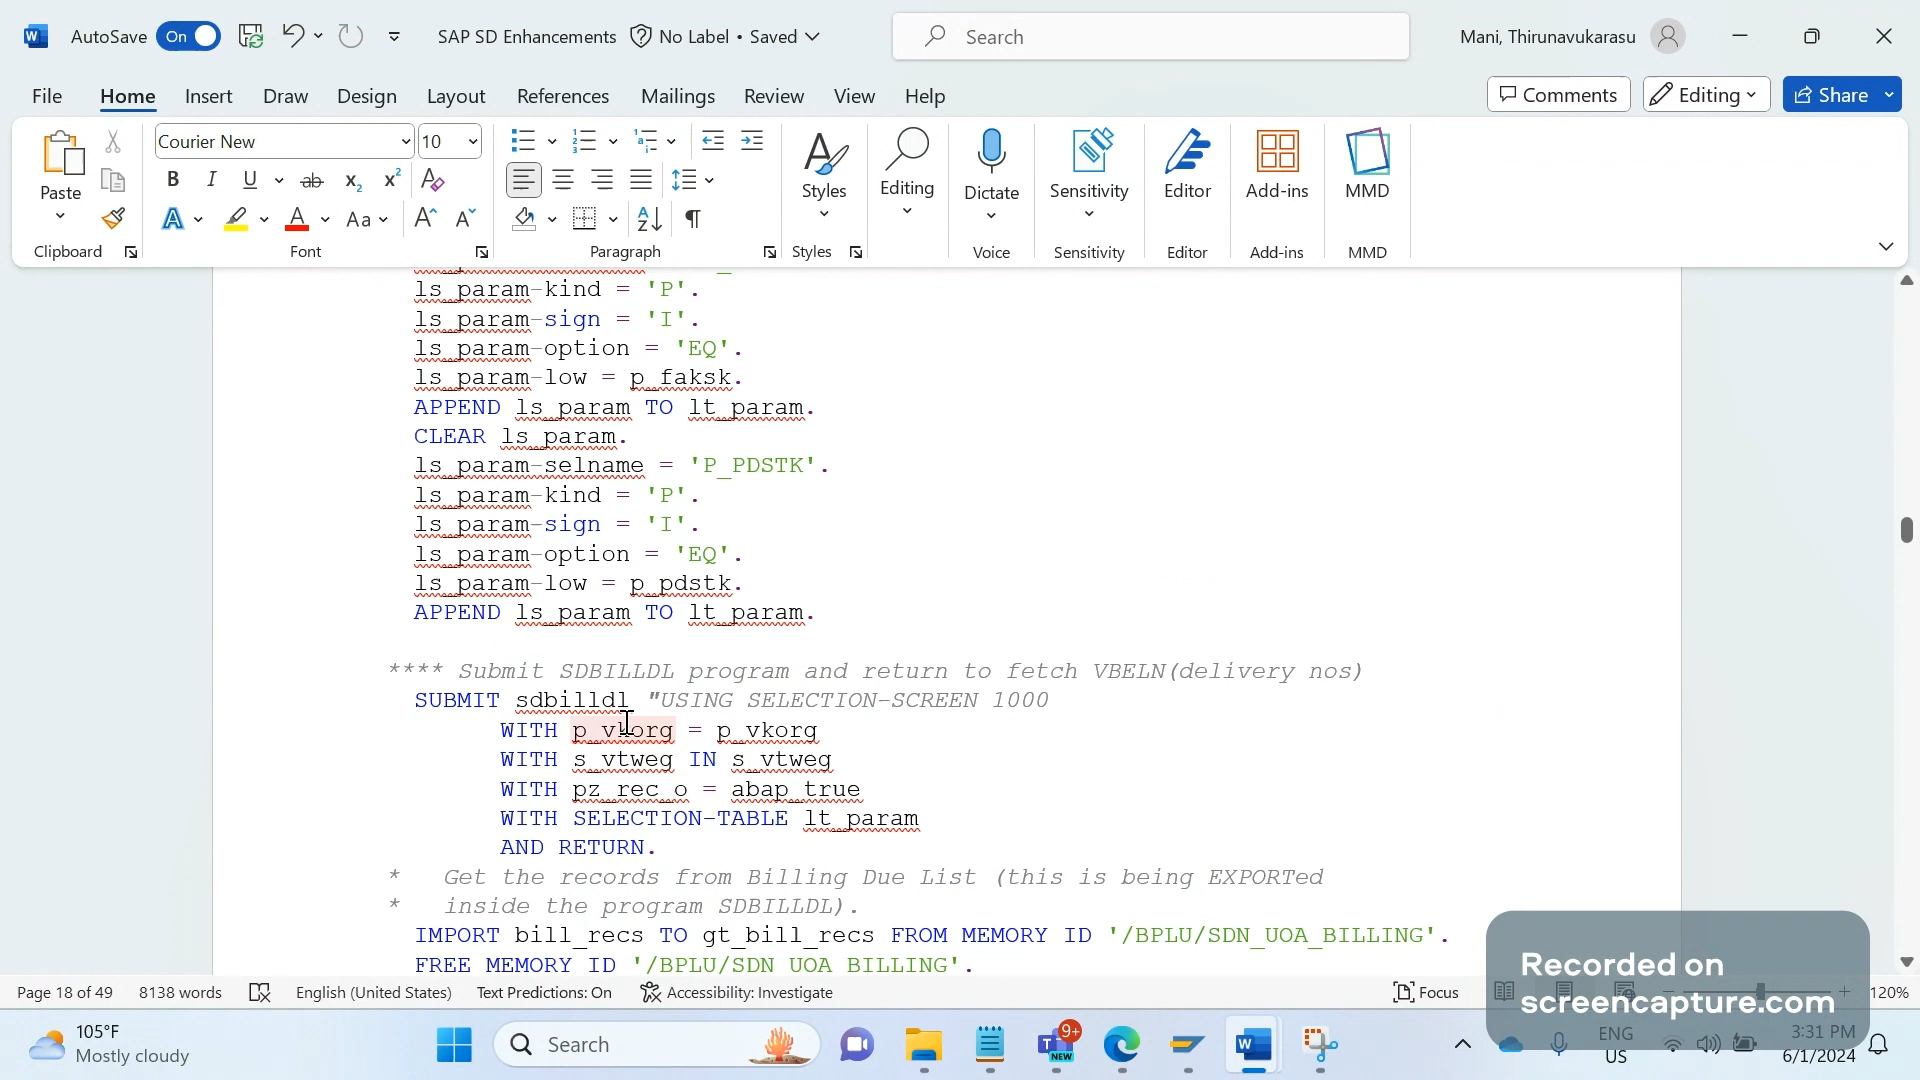 AutoSave On SAP SD Enhancements No Label • Saved Search Mani, Thirunavukarasu
File Home Insert Draw Design Layout References Mailings Review View Help Comments Editing Share
Courier New 10
Paste
Styles Editing Dictate Sensitivity Editor Add-ins MMD
Clipboard Font Paragraph Styles Voice Sensitivity Editor Add-ins MMD
ls_param-kind = 'P'.
ls_param-sign = 'I'.
ls_param-option = 'EQ'.
ls_param-low = p_faksk.
APPEND ls_param TO lt_param.
CLEAR ls_param.
ls_param-selname = 'P_PDSTK'.
ls_param-kind = 'P'.
ls_param-sign = 'I'.
ls_param-option = 'EQ'.
ls_param-low = p_pdstk.
APPEND ls_param TO lt_param.
**** Submit SDBILLDL program and return to fetch VBELN(delivery nos)
SUBMIT sdbilldl "USING SELECTION-SCREEN 1000
WITH p_vkorg = p_vkorg
WITH s_vtweg IN s_vtweg
WITH pz_rec_o = abap_true
WITH SELECTION-TABLE lt_param
AND RETURN.
* Get the records from Billing Due List (this is being EXPORTed
* inside the program SDBILLDL).
IMPORT bill_recs TO gt_bill_recs FROM MEMORY ID '/BPLU/SDN_UOA_BILLING'.
FREE MEMORY ID '/BPLU/SDN_UOA_BILLING'.
Recorded on
screencapture.com
Page 18 of 49 8138 words English (United States) Text Predictions: On Accessibility: Investigate Focus 120%
105°F
Mostly cloudy
Search
9+
NEW
ENG
US
3:31 PM
6/1/2024